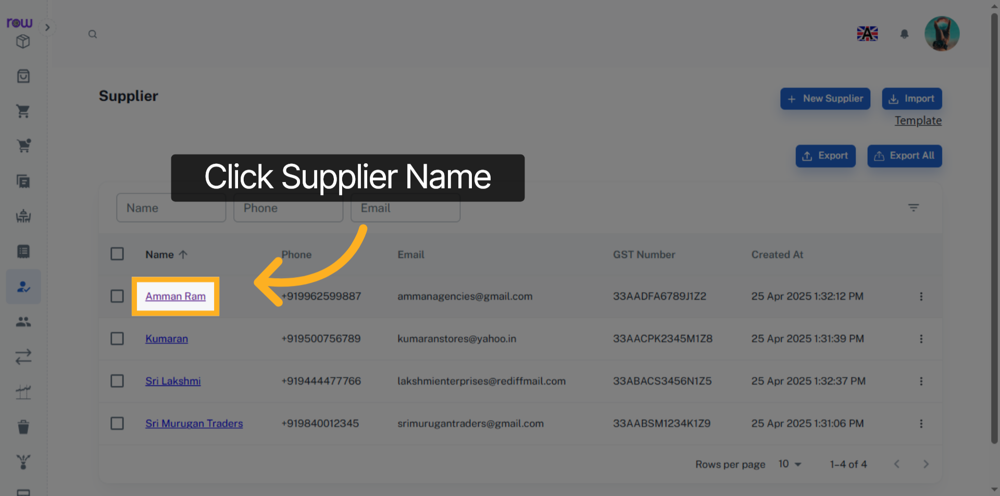 row
A
Supplier
New Supplier
Import
Template
Export
Export All
Click Supplier Name
Name
Phone
Email
Name Phone Email GST Number Created At
Amman Ram +919962599887 ammanagencies@gmail.com 33AADFA6789J1Z2 25 Apr 2025 1:32:12 PM
Kumaran +919500756789 kumaranstores@yahoo.in 33AACPK2345M1Z8 25 Apr 2025 1:31:39 PM
Sri Lakshmi +919444477766 lakshmienterprises@rediffmail.com 33ABACS3456N1Z5 25 Apr 2025 1:32:37 PM
Sri Murugan Traders +919840012345 srimurugantraders@gmail.com 33AABSM1234K1Z9 25 Apr 2025 1:31:06 PM
Rows per page 10 1–4 of 4